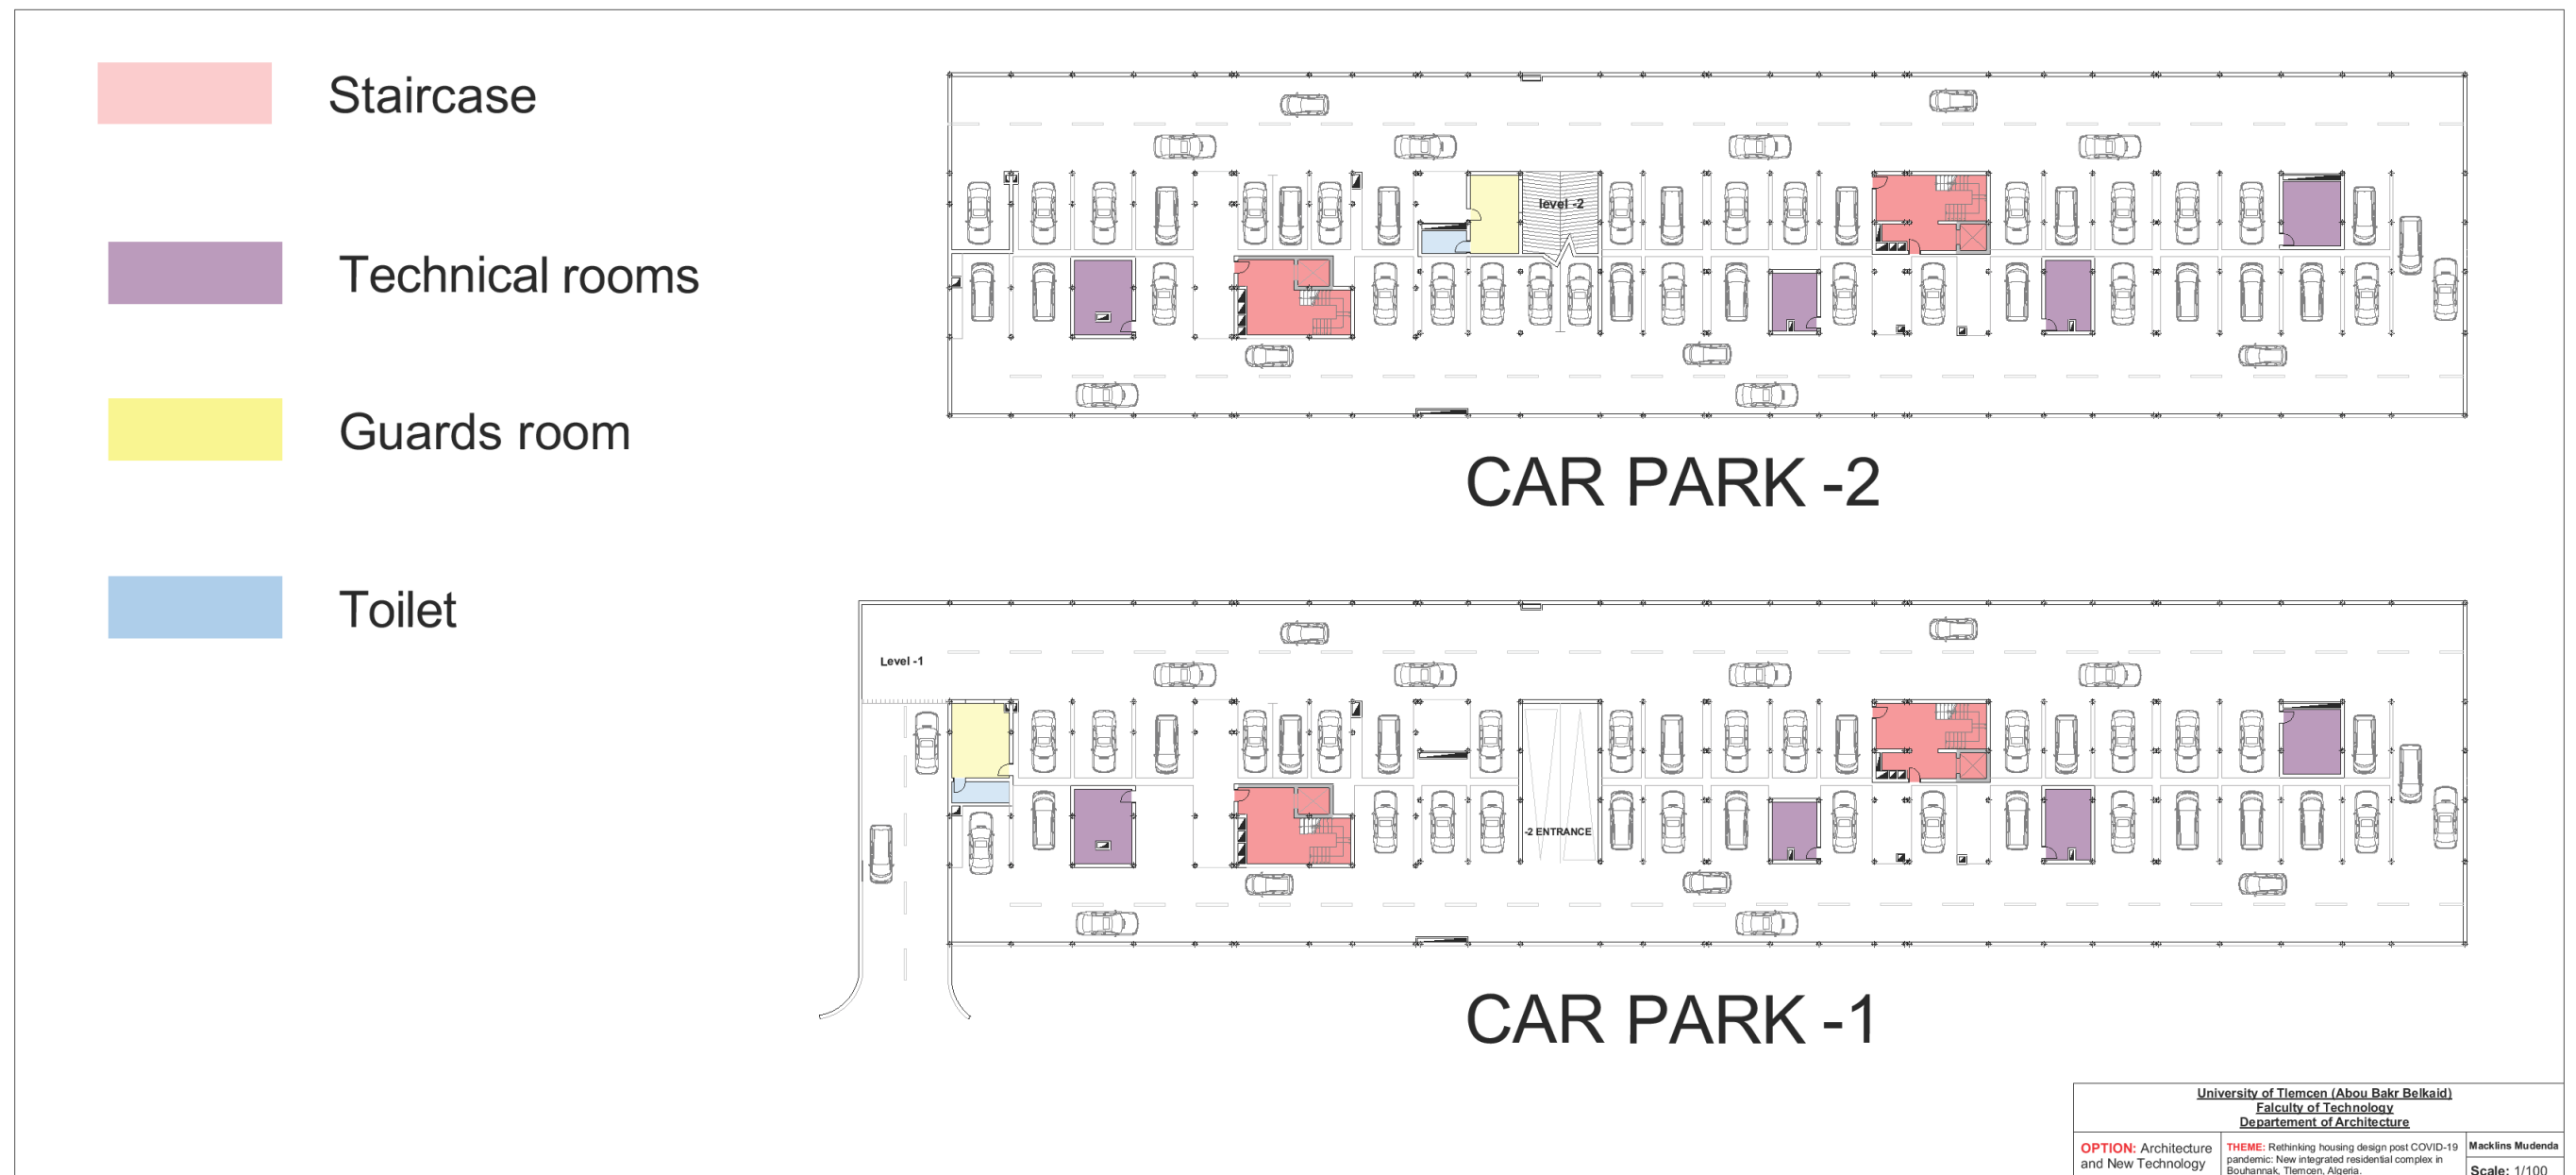 Staircase
Technical rooms
Guards room
Toilet
level -2
CAR PARK -2
Level -1
-2 ENTRANCE
CAR PARK -1
University of Tlemcen (Abou Bakr Belkaid)
Falculty of Technology
Departement of Architecture
OPTION: Architecture
and New Technology
THEME: Rethinking housing design post COVID-19
pandemic: New integrated residential complex in
Bouhannak, Tlemcen, Algeria.
Macklins Mudenda
Scale: 1/100